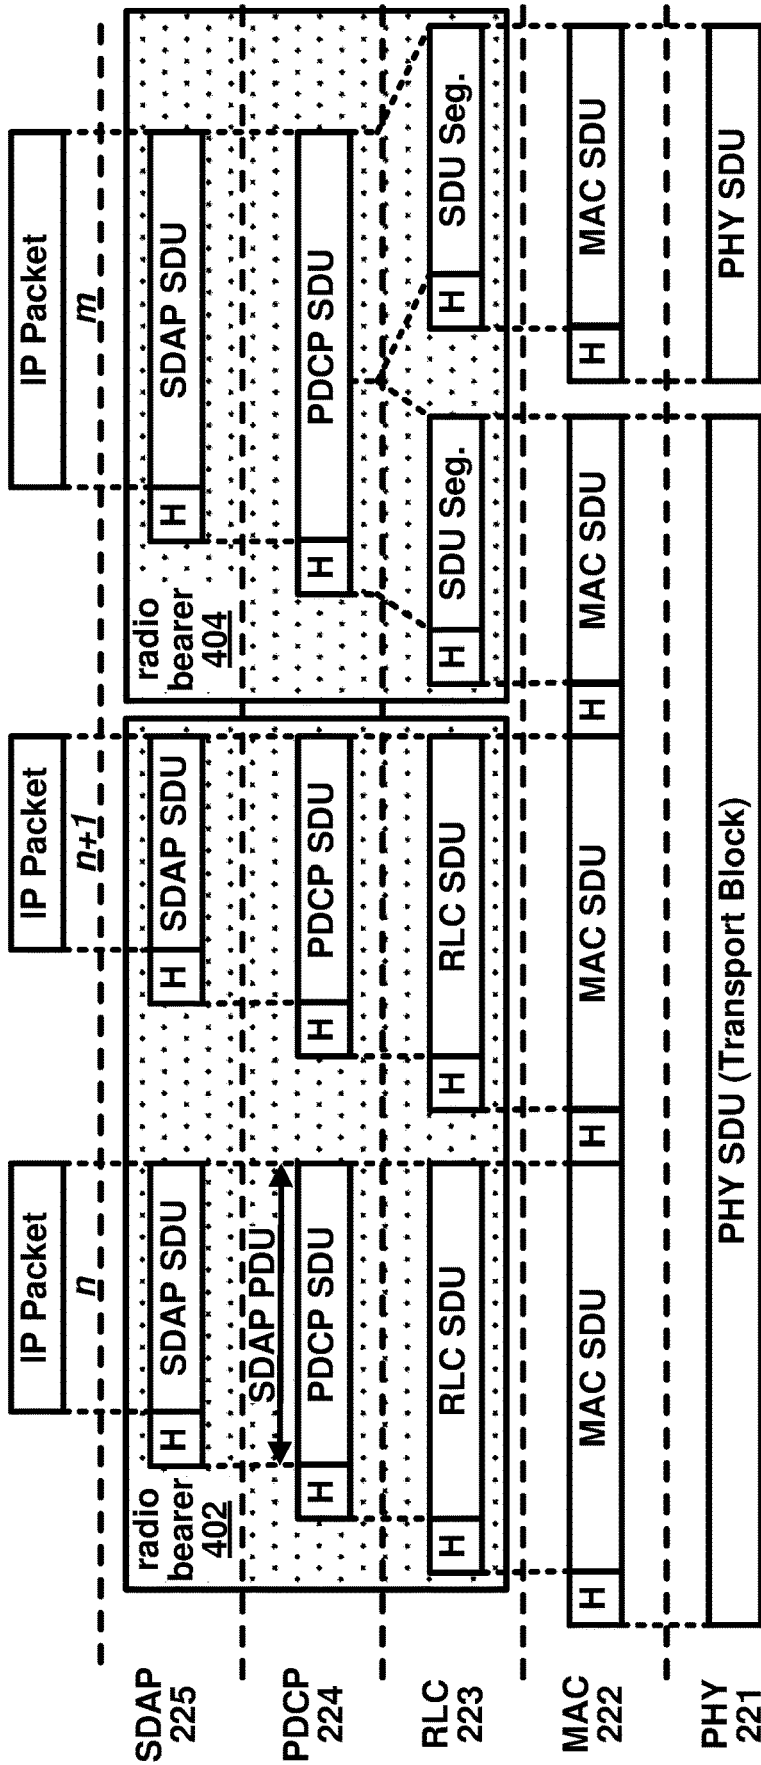 IP Packet
n
IP Packet
n+1
IP Packet
m
SDAP
225
radio
bearer
402
H
SDAP SDU
H
SDAP SDU
radio
bearer
404
H
SDAP SDU
SDAP PDU
PDCP
224
H
PDCP SDU
H
PDCP SDU
H
PDCP SDU
RLC
223
H
RLC SDU
H
RLC SDU
H
SDU Seg.
H
SDU Seg.
MAC
222
H
MAC SDU
H
MAC SDU
H
MAC SDU
H
MAC SDU
PHY
221
PHY SDU (Transport Block)
PHY SDU